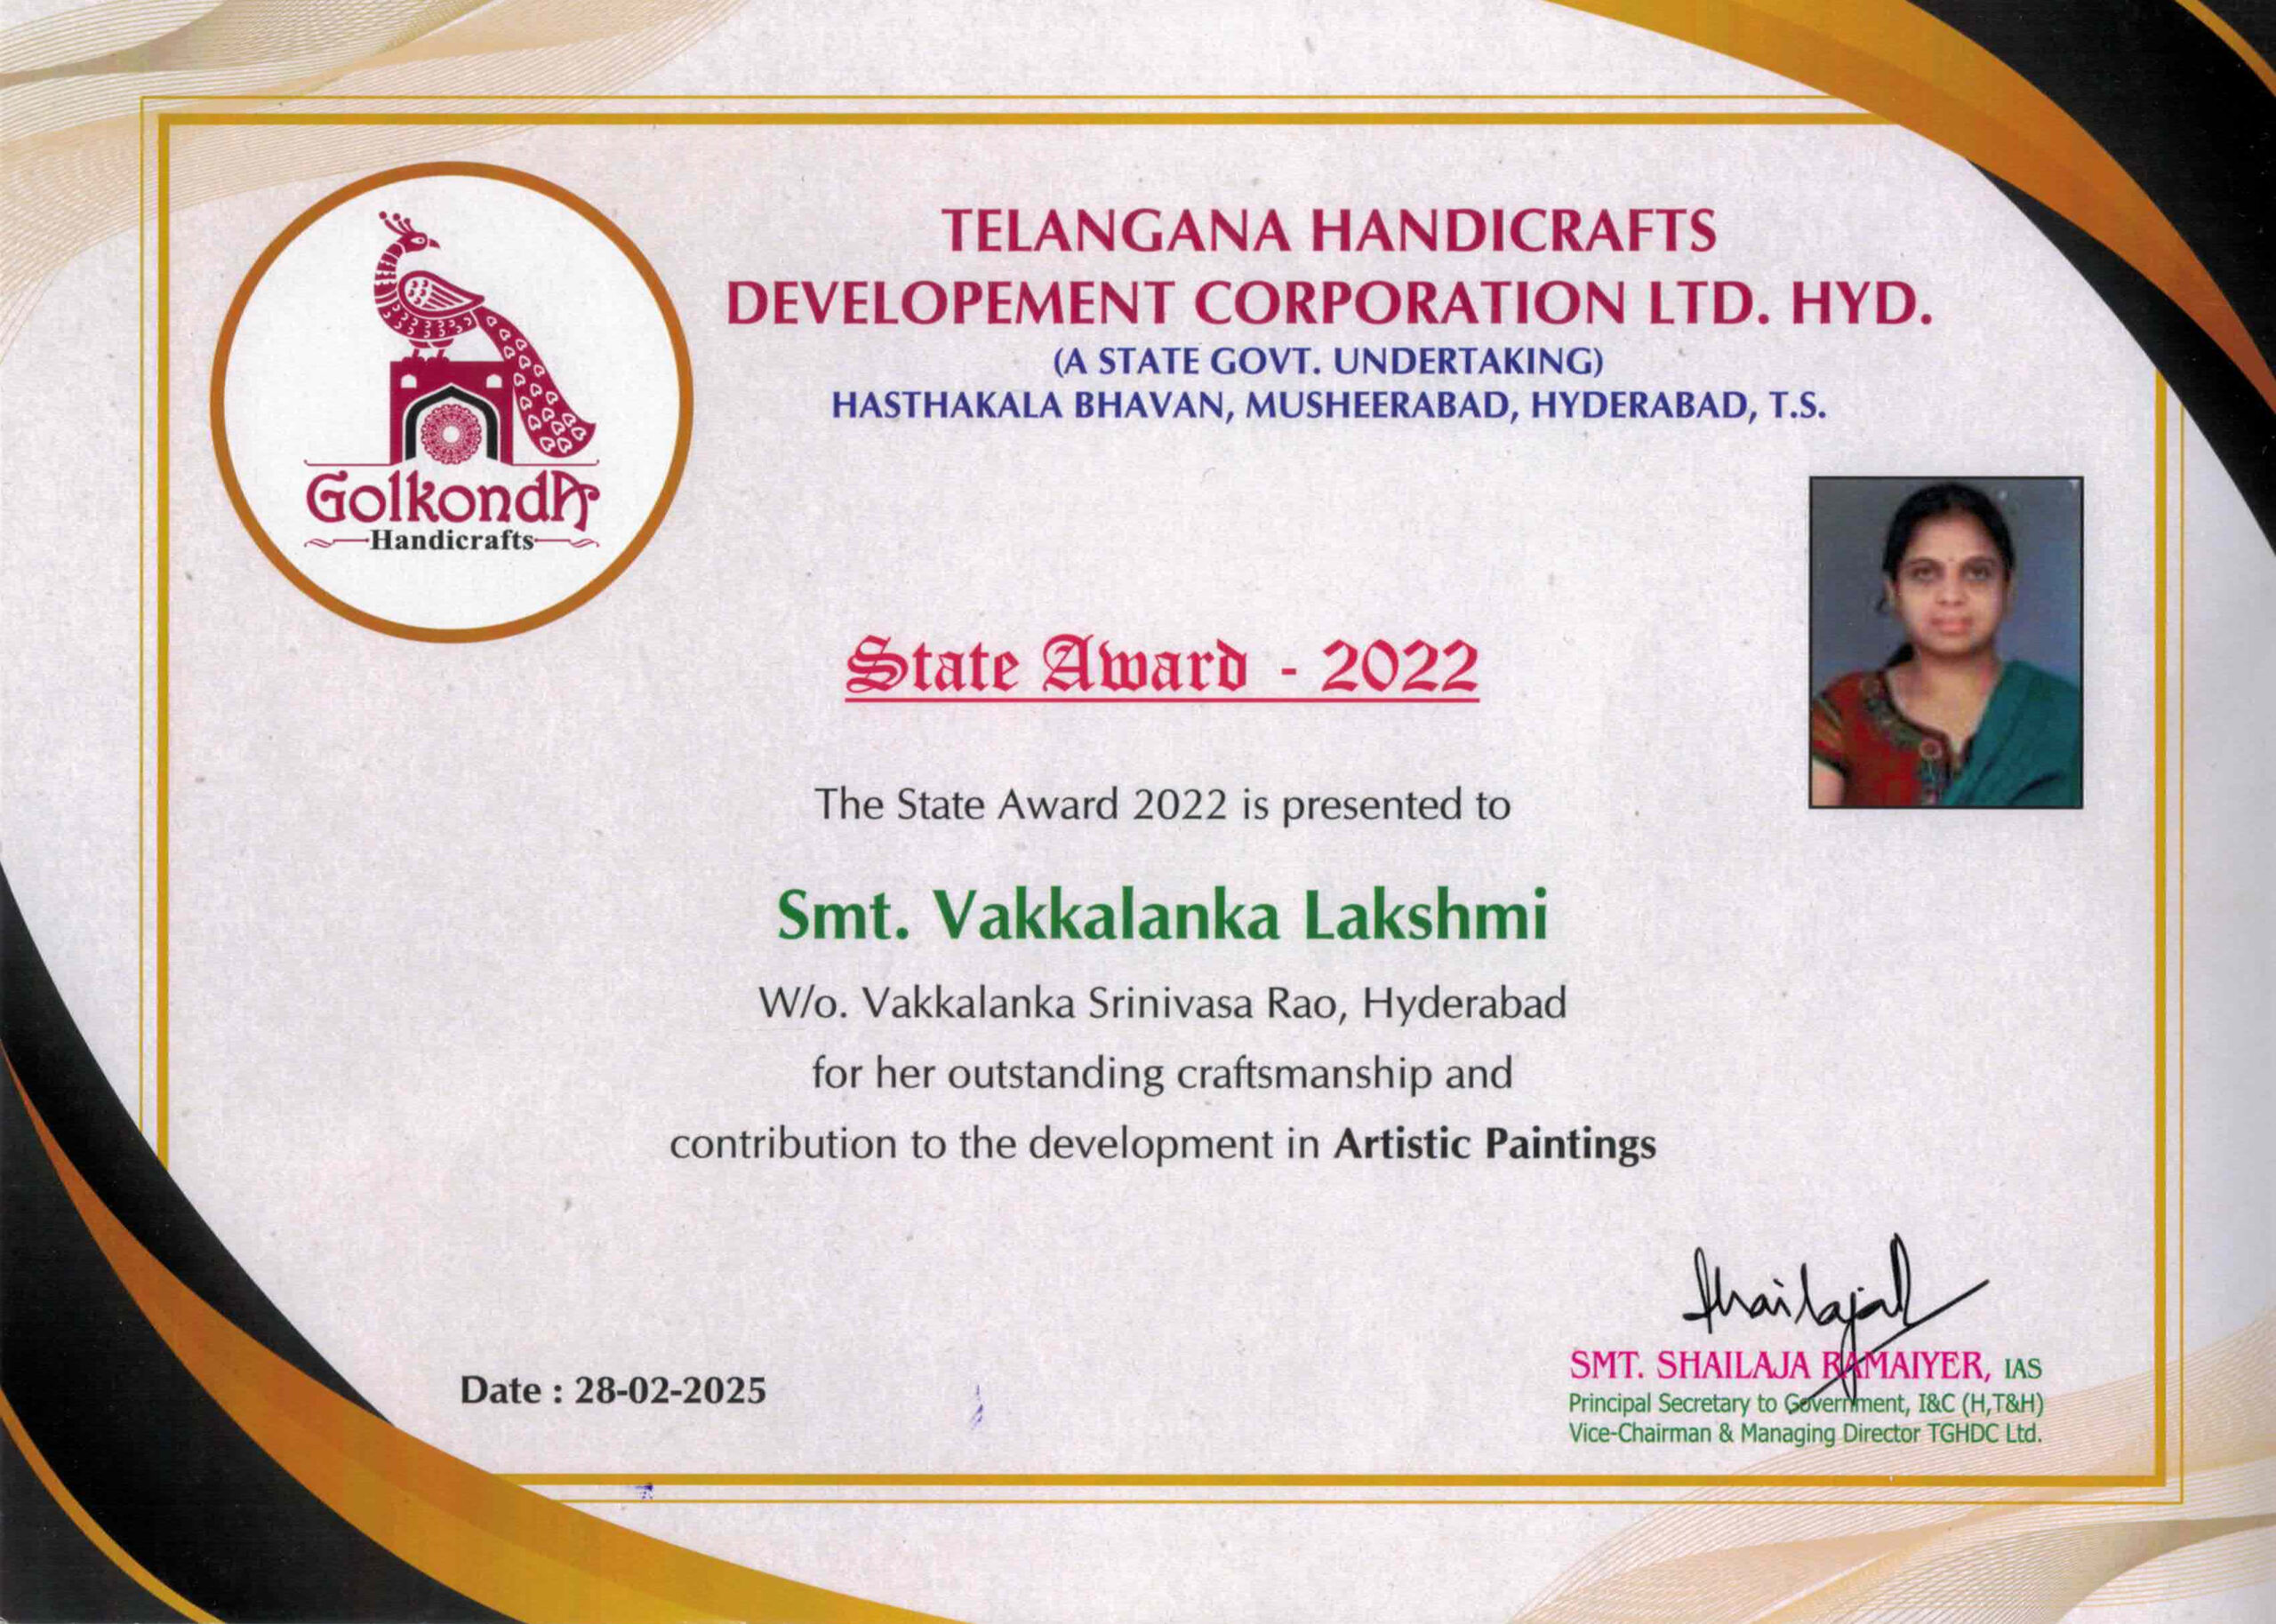 TELANGANA HANDICRAFTS
DEVELOPEMENT CORPORATION LTD. HYD.
(A STATE GOVT. UNDERTAKING)
HASTHAKALA BHAVAN, MUSHEERABAD, HYDERABAD, T.S.
GolkondA
Handicrafts
State Award - 2022
The State Award 2022 is presented to
Smt. Vakkalanka Lakshmi
W/o. Vakkalanka Srinivasa Rao, Hyderabad
for her outstanding craftsmanship and
contribution to the development in Artistic Paintings
Date : 28-02-2025
Shailaja
SMT. SHAILAJA RAMAIYER, IAS
Principal Secretary to Government, I&C (H,T&H)
Vice-Chairman & Managing Director TGHDC Ltd.